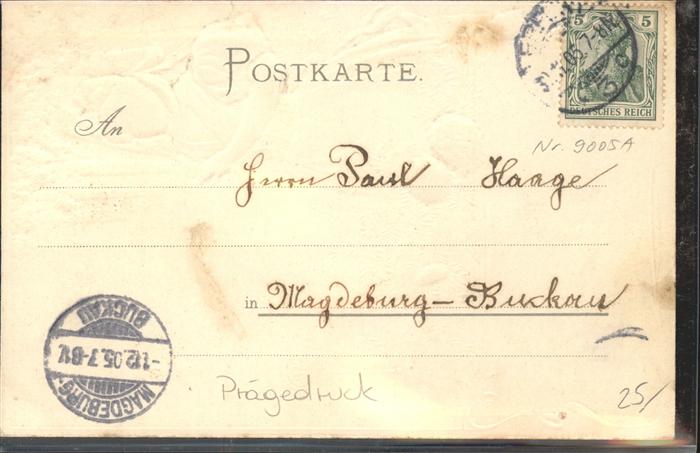 POSTKARTE.
5 5
DEUTSCHES REICH
Nr. 9005A
An
Herrn Paul Haage
in Magdeburg-Buckau
MAGDEBURG-
-1.12.05.7-8V.
BUCKAU
Prägedruck
25/